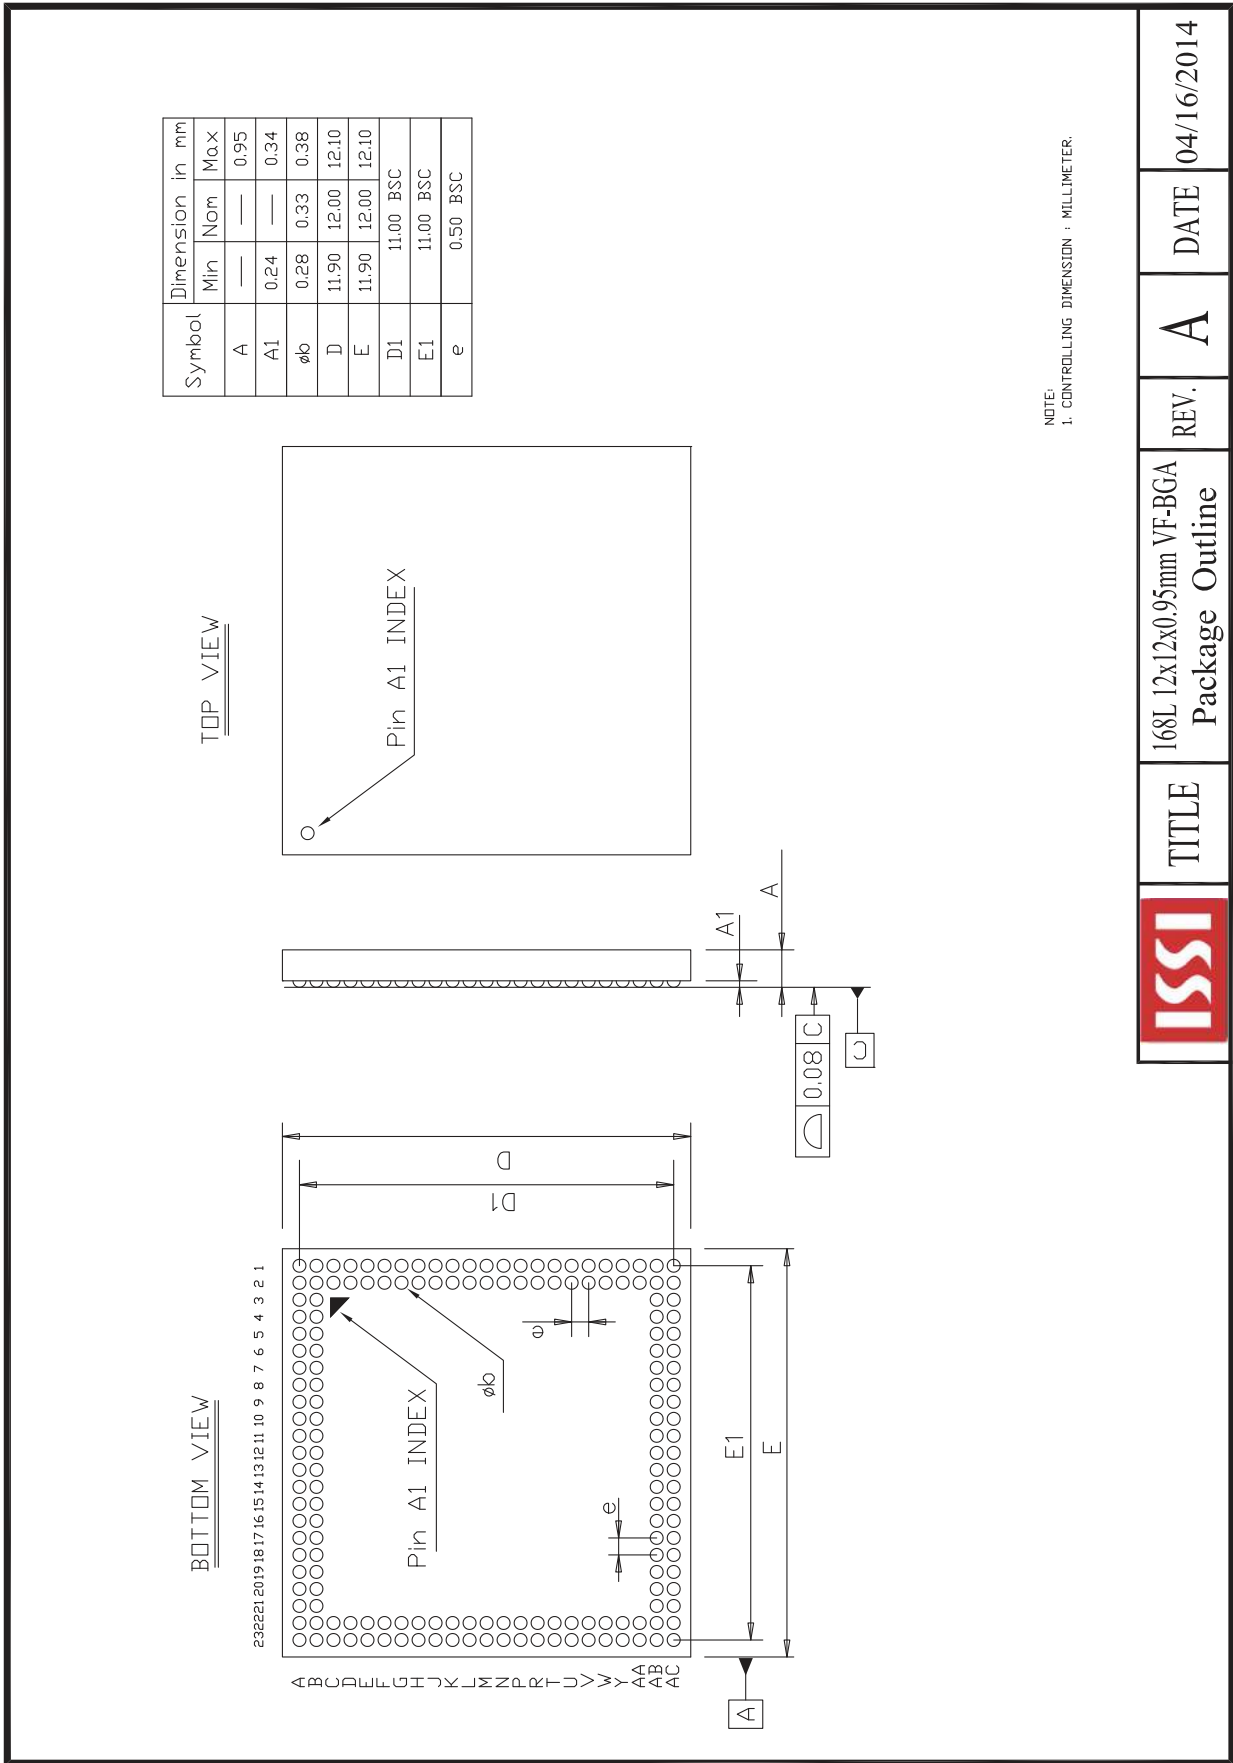 BOTTOM VIEW
23 22 21 20 19 18 17 16 15 14 13 12 11 10 9 8 7 6 5 4 3 2 1
A
B
C
D
E
F
G
H
J
K
L
M
N
P
R
T
U
V
W
Y
AA
AB
AC
Pin A1 INDEX
øb
e
e
D
D1
E1
E
A
TOP VIEW
Pin A1 INDEX
A1
A
0.08 C
C
Symbol Dimension in mm
Min Nom Max
A — — 0.95
A1 0.24 — 0.34
øb 0.28 0.33 0.38
D 11.90 12.00 12.10
E 11.90 12.00 12.10
D1 11.00 BSC
E1 11.00 BSC
e 0.50 BSC
NOTE:
1. CONTROLLING DIMENSION : MILLIMETER.
ISSI
TITLE
168L 12x12x0.95mm VF-BGA
Package Outline
REV.
A
DATE
04/16/2014